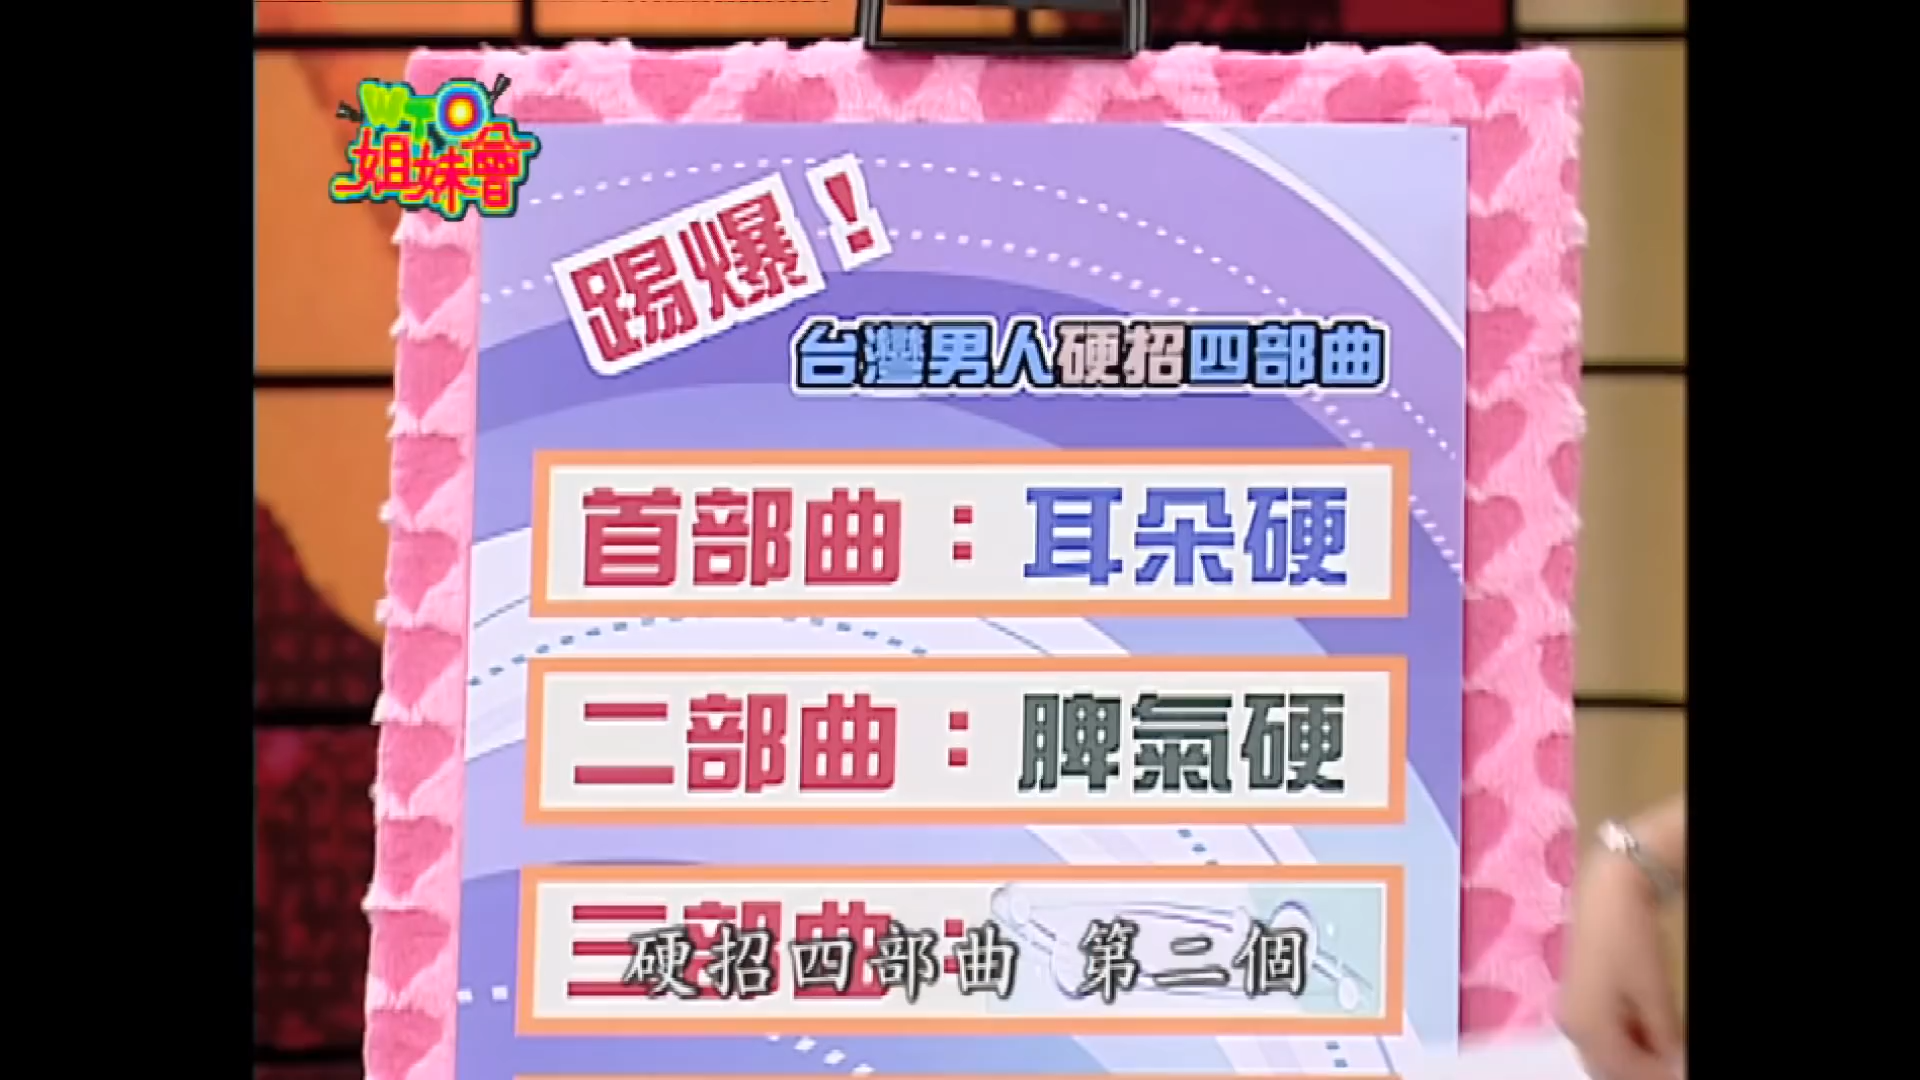 WTO
姐妹會
踢爆!
台灣男人硬招四部曲
首部曲:耳朵硬
二部曲:脾氣硬
三部曲:
硬招四部曲 第二個